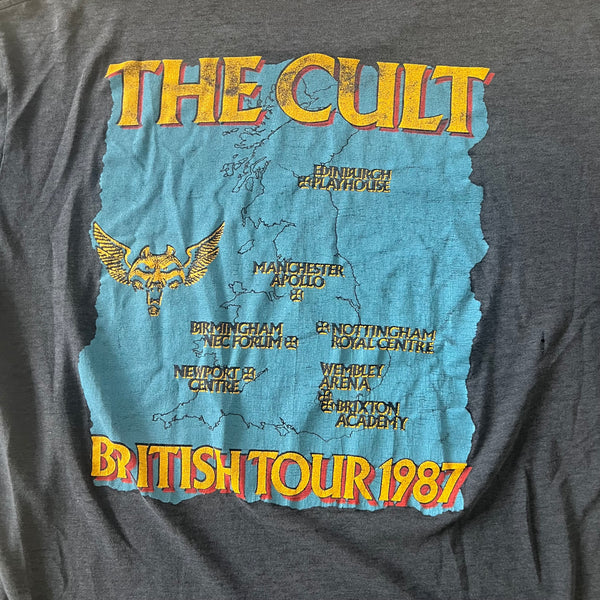 THE CULT
EDINBURGH
PLAYHOUSE
MANCHESTER
APOLLO
BIRMINGHAM
NEC FORUM
NOTTINGHAM
ROYAL CENTRE
NEWPORT
CENTRE
WEMBLEY
ARENA
BRIXTON
ACADEMY
BRITISH TOUR 1987